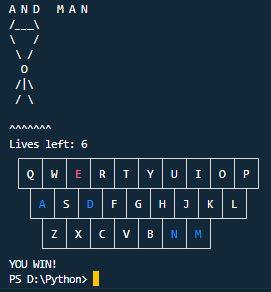 A N D   M A N
/___\
\   /
 \ /
  O
 /|\
 / \
^^^^^^^
Lives left: 6
Q W E R T Y U I O P
A S D F G H J K L
Z X C V B N M
YOU WIN!
PS D:\Python>